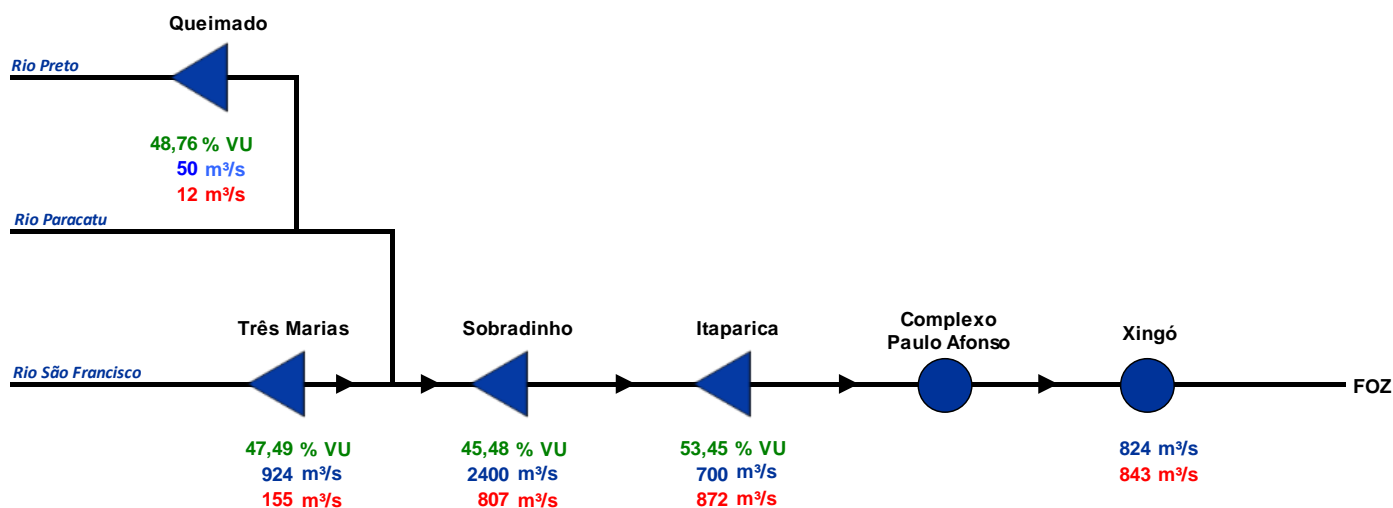 Queimado
Rio Preto
48,76 % VU
50 m³/s
12 m³/s
Rio Paracatu
Três Marias
Sobradinho
Itaparica
Complexo
Paulo Afonso
Xingó
Rio São Francisco
FOZ
47,49 % VU
924 m³/s
155 m³/s
45,48 % VU
2400 m³/s
807 m³/s
53,45 % VU
700 m³/s
872 m³/s
824 m³/s
843 m³/s